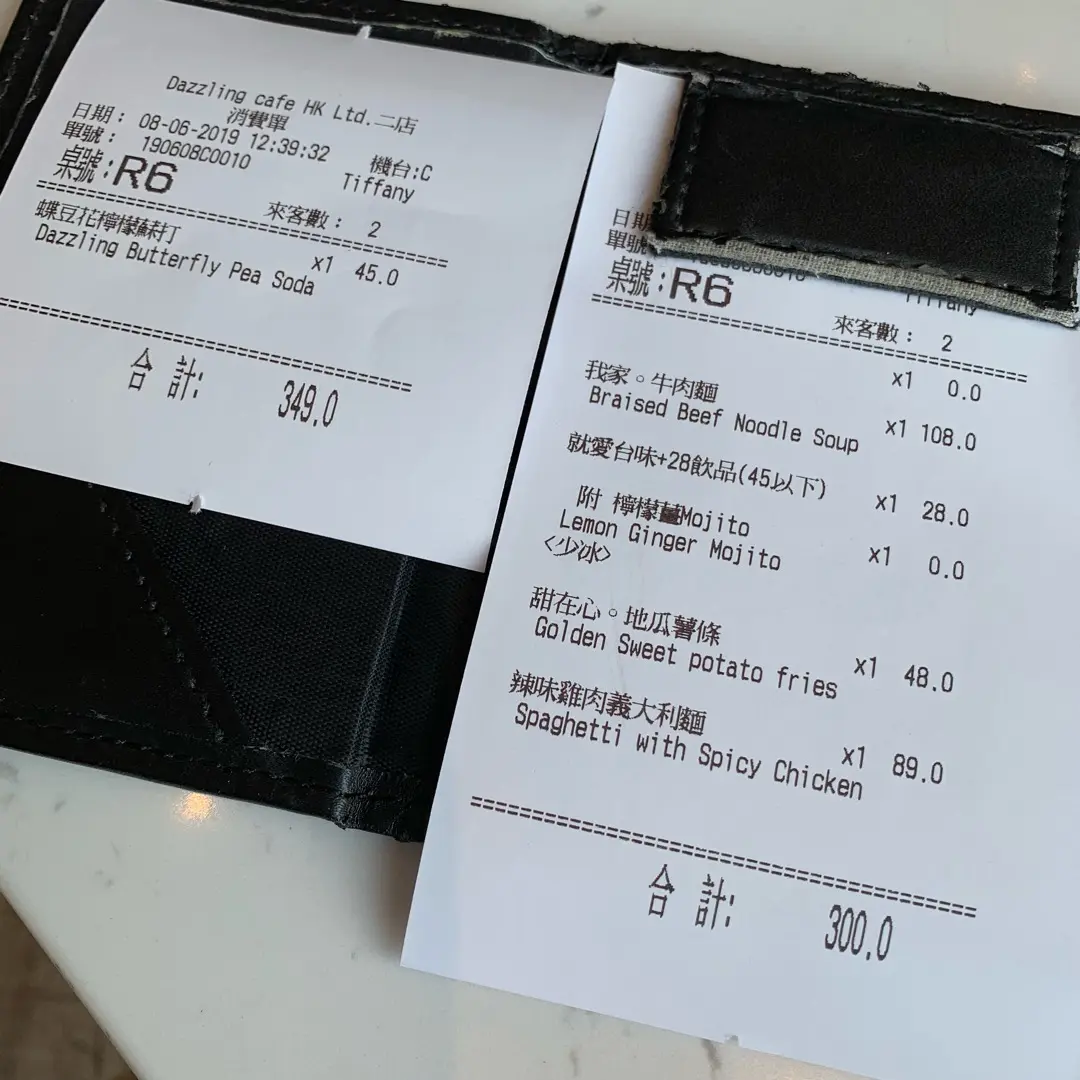 Dazzling cafe HK Ltd.二店
消費單
日期: 08-06-2019 12:39:32
單號: 190608C0010 機台:C
桌號:R6 Tiffany
來客數: 2
蝶豆花檸檬蘇打
Dazzling Butterfly Pea Soda x1 45.0
合 計: 349.0
日期
單號 Tiffany
桌號:R6
來客數: 2
x1 0.0
我家。牛肉麵
Braised Beef Noodle Soup x1 108.0
就愛台味+28飲品(45以下) x1 28.0
附 檸檬薑Mojito
Lemon Ginger Mojito x1 0.0
<少冰>
甜在心。地瓜薯條
Golden Sweet potato fries x1 48.0
辣味雞肉義大利麵
Spaghetti with Spicy Chicken x1 89.0
合 計: 300.0